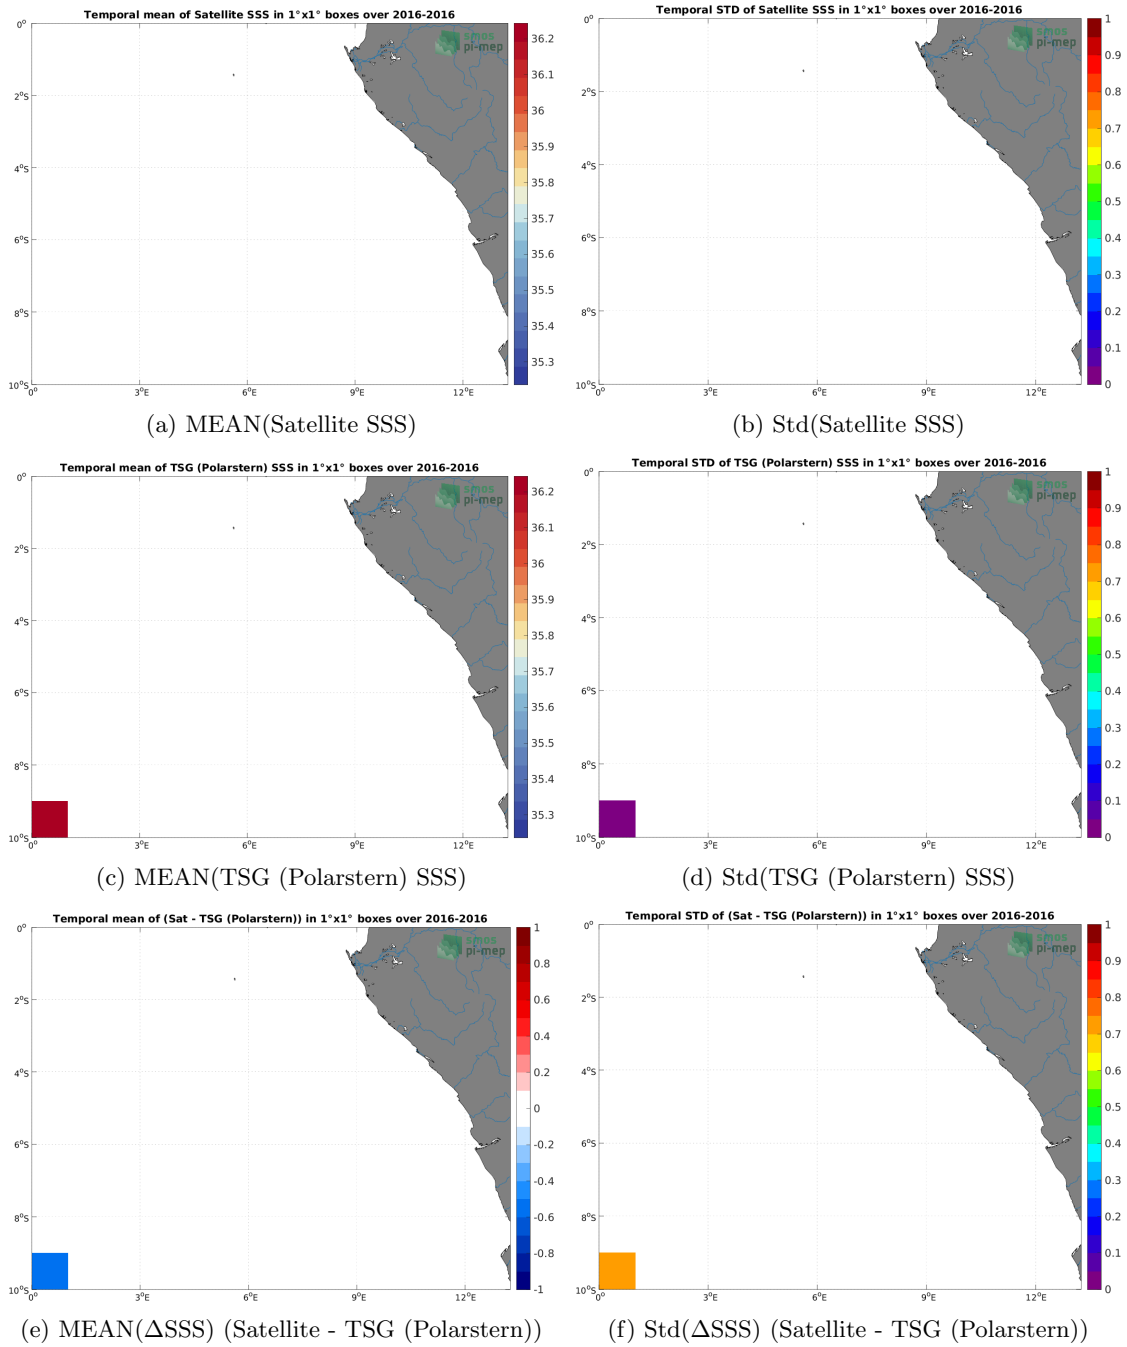 Temporal mean of Satellite SSS in 1°x1° boxes over 2016-2016
0°
2°S
4°S
6°S
8°S
10°S
0°
3°E
6°E
9°E
12°E
smos
pi-mep
36.2
36.1
36
35.9
35.8
35.7
35.6
35.5
35.4
35.3
(a) MEAN(Satellite SSS)
Temporal STD of Satellite SSS in 1°x1° boxes over 2016-2016
0°
2°S
4°S
6°S
8°S
10°S
0°
3°E
6°E
9°E
12°E
smos
pi-mep
1
0.9
0.8
0.7
0.6
0.5
0.4
0.3
0.2
0.1
0
(b) Std(Satellite SSS)
Temporal mean of TSG (Polarstern) SSS in 1°x1° boxes over 2016-2016
0°
2°S
4°S
6°S
8°S
10°S
0°
3°E
6°E
9°E
12°E
smos
pi-mep
36.2
36.1
36
35.9
35.8
35.7
35.6
35.5
35.4
35.3
(c) MEAN(TSG (Polarstern) SSS)
Temporal STD of TSG (Polarstern) SSS in 1°x1° boxes over 2016-2016
0°
2°S
4°S
6°S
8°S
10°S
0°
3°E
6°E
9°E
12°E
smos
pi-mep
1
0.9
0.8
0.7
0.6
0.5
0.4
0.3
0.2
0.1
0
(d) Std(TSG (Polarstern) SSS)
Temporal mean of (Sat - TSG (Polarstern)) in 1°x1° boxes over 2016-2016
0°
2°S
4°S
6°S
8°S
10°S
0°
3°E
6°E
9°E
12°E
smos
pi-mep
1
0.8
0.6
0.4
0.2
0
-0.2
-0.4
-0.6
-0.8
-1
(e) MEAN(ΔSSS) (Satellite - TSG (Polarstern))
Temporal STD of (Sat - TSG (Polarstern)) in 1°x1° boxes over 2016-2016
0°
2°S
4°S
6°S
8°S
10°S
0°
3°E
6°E
9°E
12°E
smos
pi-mep
1
0.9
0.8
0.7
0.6
0.5
0.4
0.3
0.2
0.1
0
(f) Std(ΔSSS) (Satellite - TSG (Polarstern))